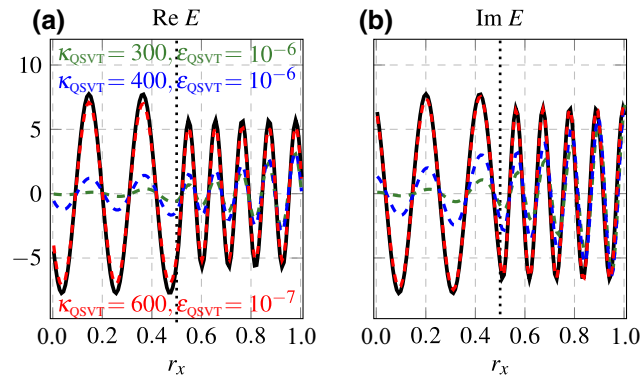 (a) Re E
(b) Im E
κQSVT = 300, εQSVT = 10⁻⁶
κQSVT = 400, εQSVT = 10⁻⁶
κQSVT = 600, εQSVT = 10⁻⁷
10
5
0
−5
0.0 0.2 0.4 0.6 0.8 1.0
0.0 0.2 0.4 0.6 0.8 1.0
rx
rx